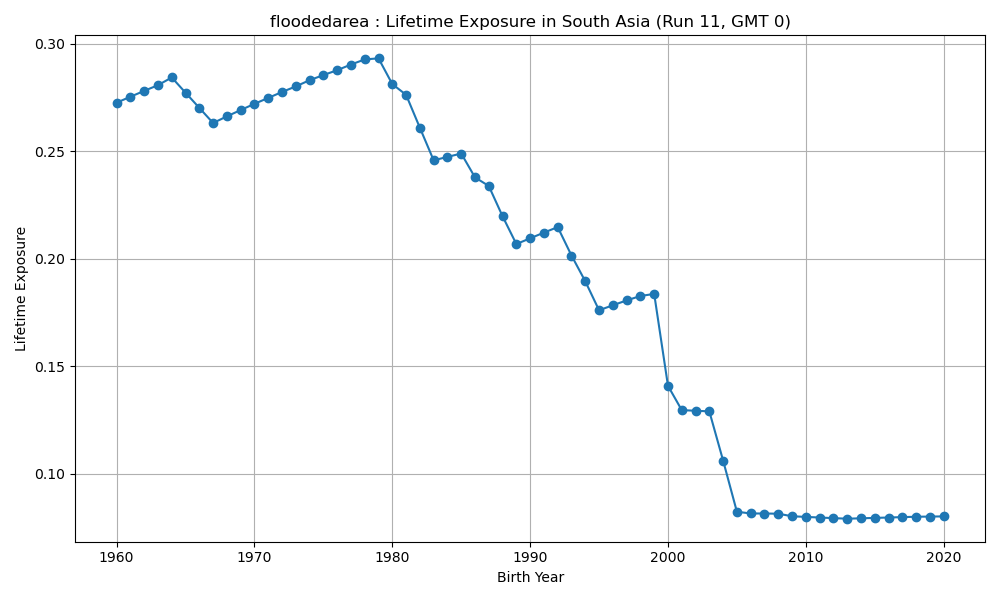 floodedarea : Lifetime Exposure in South Asia (Run 11, GMT 0)
0.30
0.25
0.20
0.15
0.10
Lifetime Exposure
1960 1970 1980 1990 2000 2010 2020
Birth Year